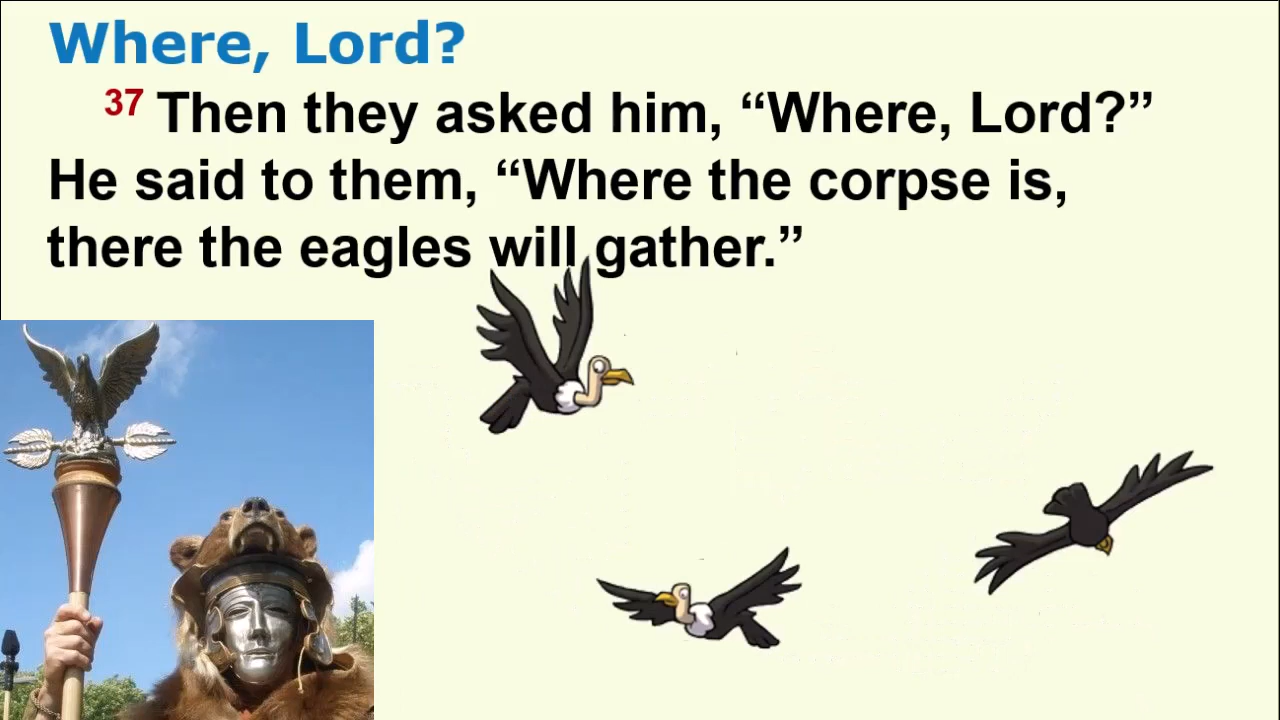 Where, Lord?
37 Then they asked him, “Where, Lord?”
He said to them, “Where the corpse is,
there the eagles will gather.”